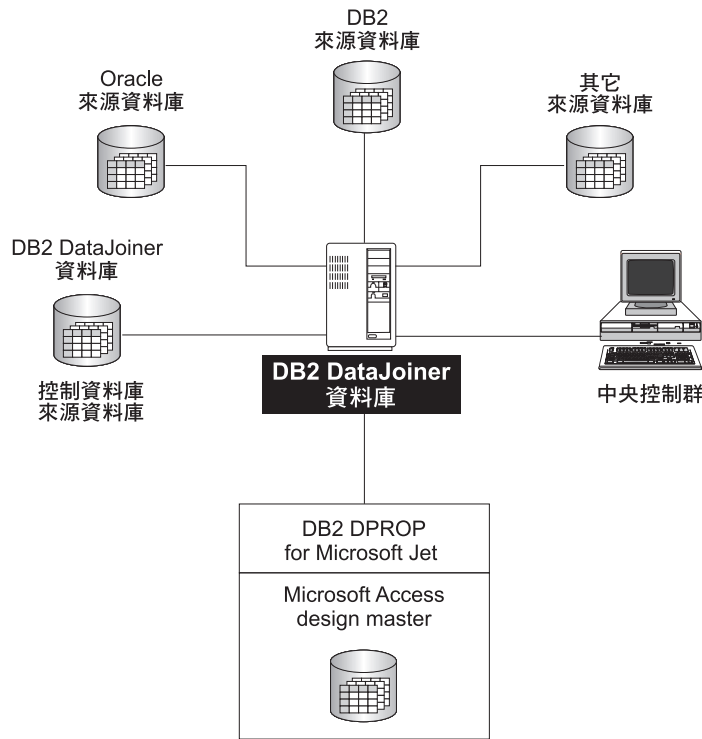 DB2
來源資料庫
Oracle
來源資料庫
其它
來源資料庫
DB2 DataJoiner
資料庫
控制資料庫
來源資料庫
DB2 DataJoiner
資料庫
中央控制群
DB2 DPROP
for Microsoft Jet
Microsoft Access
design master